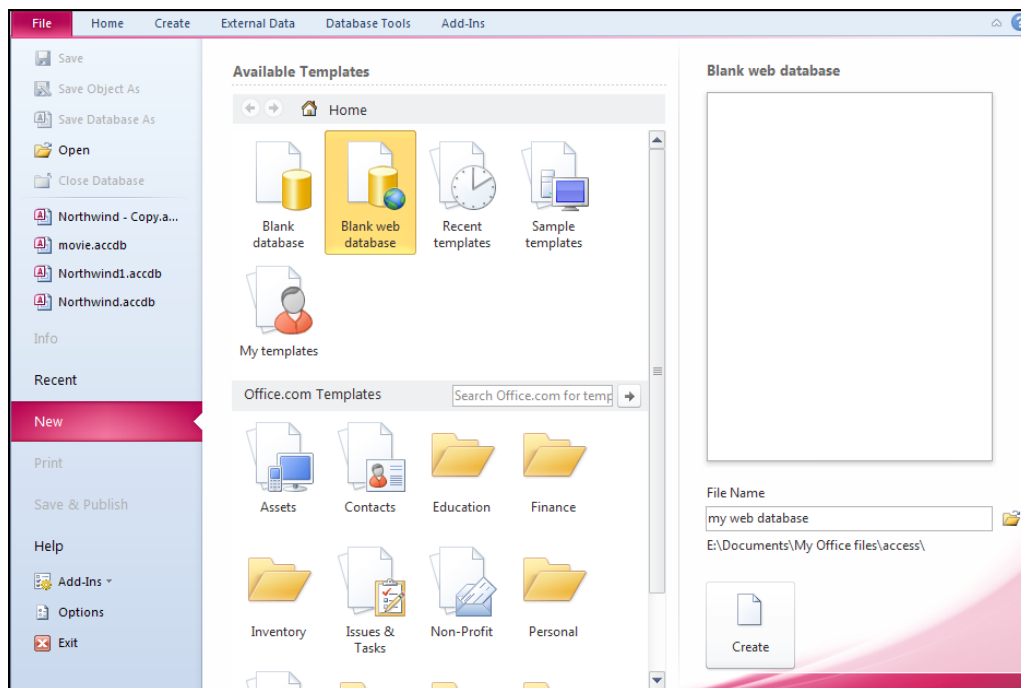 File Home Create External Data Database Tools Add-Ins
Save
Save Object As
Save Database As
Open
Close Database
Northwind - Copy.a...
movie.accdb
Northwind1.accdb
Northwind.accdb
Info
Recent
New
Print
Save & Publish
Help
Add-Ins
Options
Exit
Available Templates
Home
Blank database
Blank web database
Recent templates
Sample templates
My templates
Office.com Templates
Search Office.com for temp
Assets
Contacts
Education
Finance
Inventory
Issues & Tasks
Non-Profit
Personal
Blank web database
File Name
my web database
E:\Documents\My Office files\access\
Create